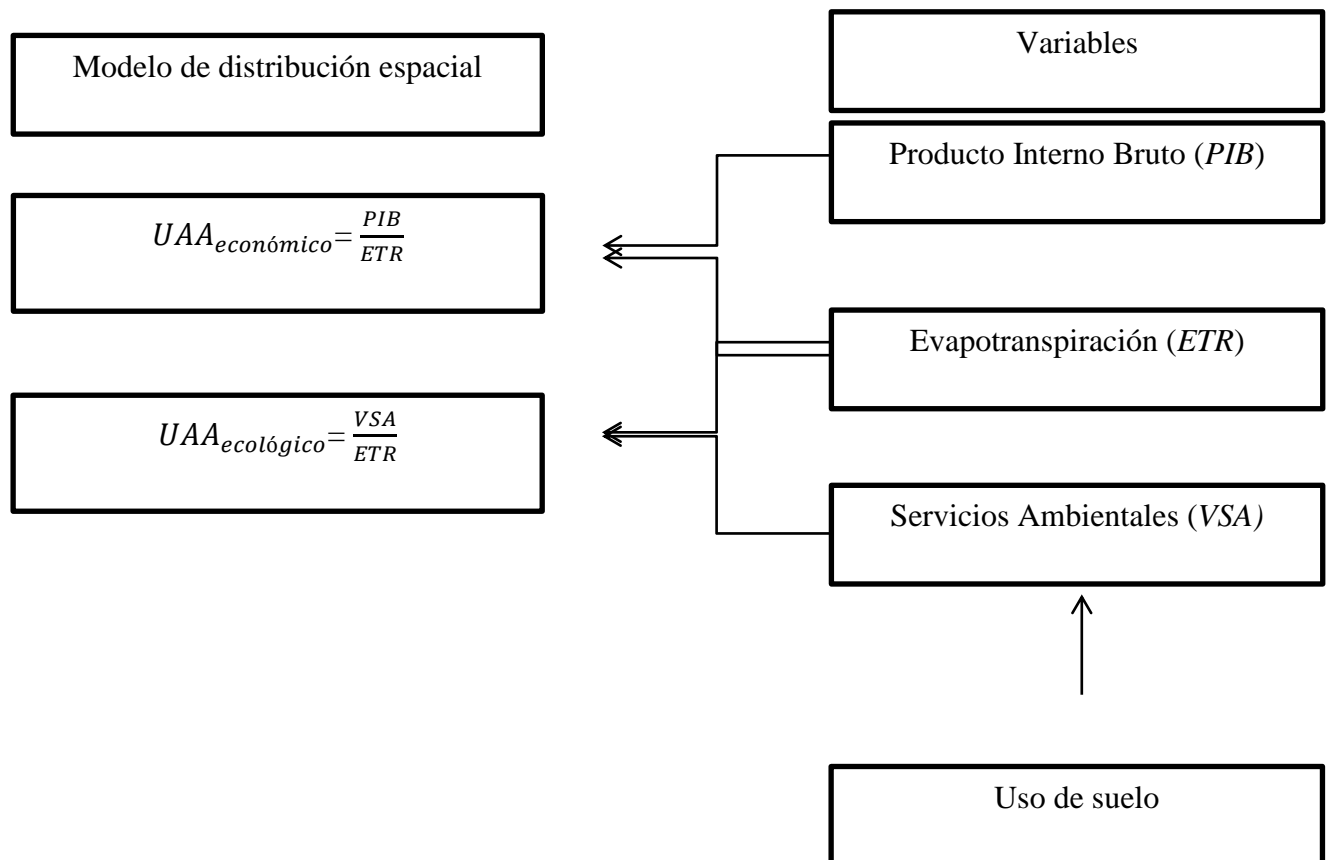 Modelo de distribución espacial
Variables
Producto Interno Bruto (PIB)
UAA_económico= PIB/ETR
Evapotranspiración (ETR)
UAA_ecológico= VSA/ETR
Servicios Ambientales (VSA)
Uso de suelo